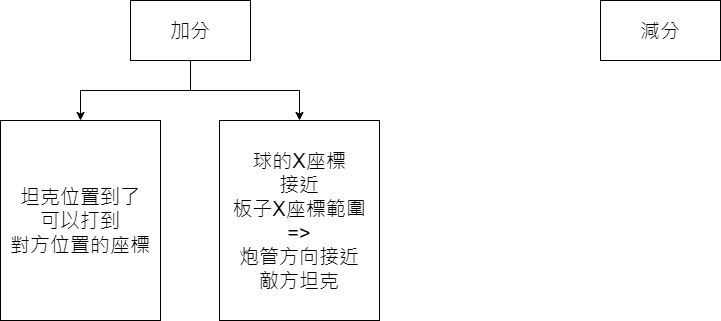 加分
減分
坦克位置到了
可以打到
對方位置的座標
球的X座標
接近
板子X座標範圍
=>
炮管方向接近
敵方坦克